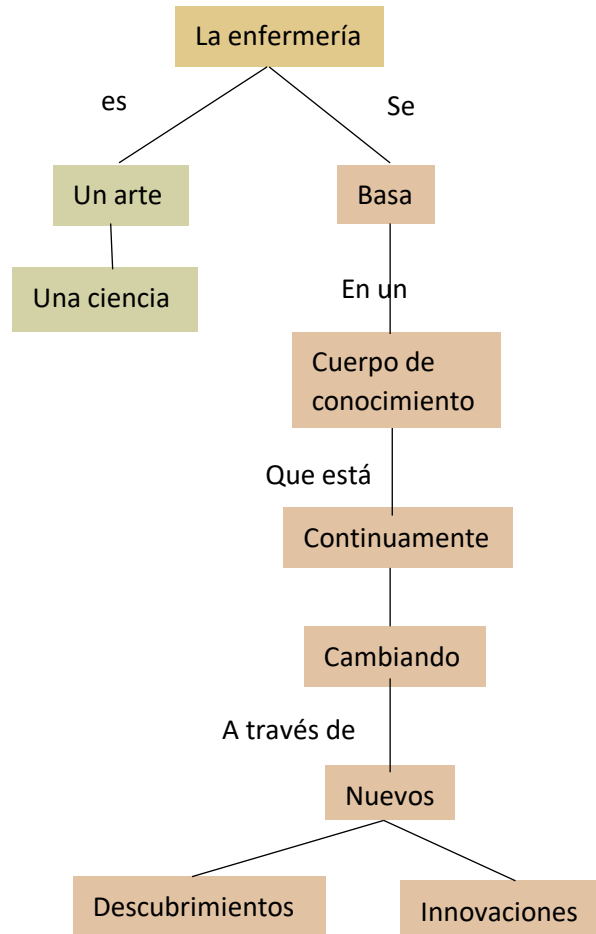 La enfermería
es
Se
Un arte
Basa
Una ciencia
En un
Cuerpo de
conocimiento
Que está
Continuamente
Cambiando
A través de
Nuevos
Descubrimientos
Innovaciones